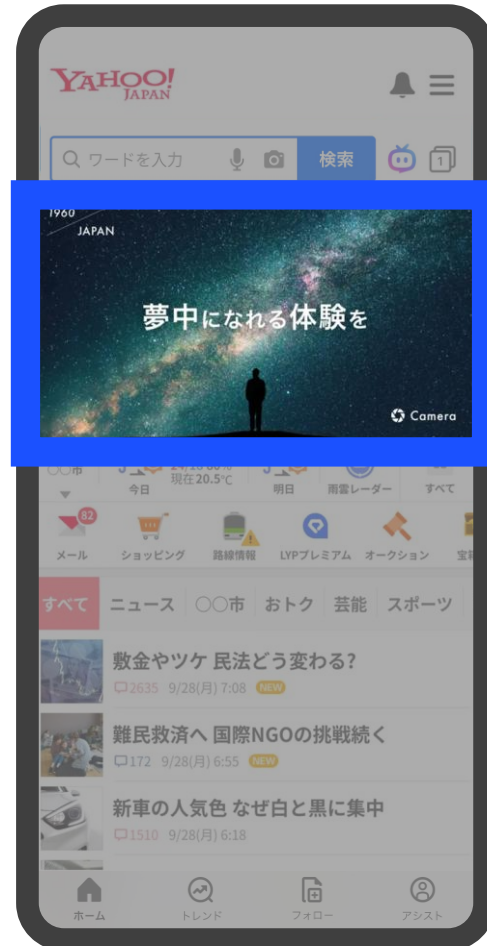 YAHOO!
JAPAN
ワードを入力
検索
1
1960
JAPAN
夢中になれる体験を
Camera
○○市
今日
現在20.5℃
明日
雨雲レーダー
すべて
82
メール
ショッピング
路線情報
LYPプレミアム
オークション
すべて
ニュース
○○市
おトク
芸能
スポーツ
敷金やツケ 民法どう変わる?
2635 9/28(月) 7:08 NEW
難民救済へ 国際NGOの挑戦続く
172 9/28(月) 6:55 NEW
新車の人気色 なぜ白と黒に集中
1510 9/28(月) 6:18
ホーム
トレンド
フォロー
アシスト